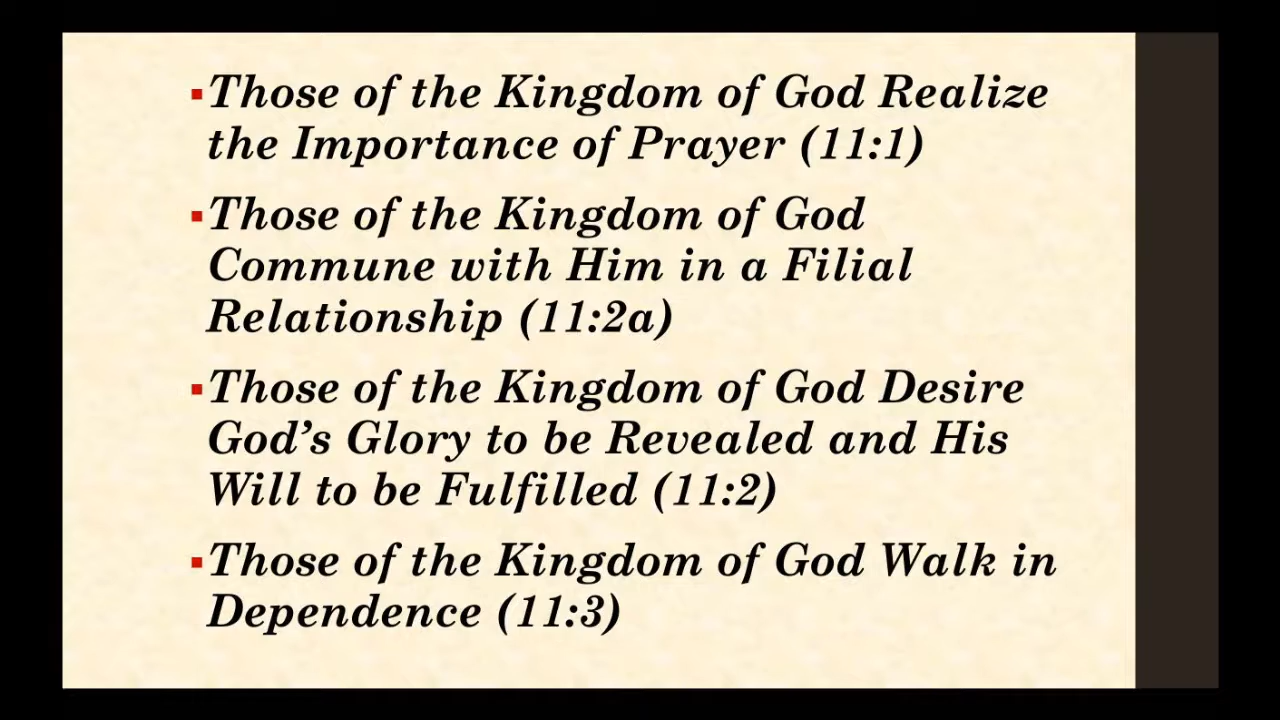 ▪Those of the Kingdom of God Realize
the Importance of Prayer (11:1)
▪Those of the Kingdom of God
Commune with Him in a Filial
Relationship (11:2a)
▪Those of the Kingdom of God Desire
God’s Glory to be Revealed and His
Will to be Fulfilled (11:2)
▪Those of the Kingdom of God Walk in
Dependence (11:3)